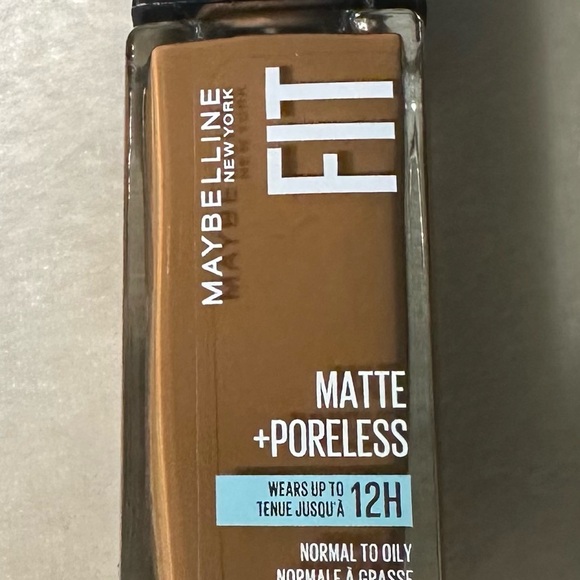 MAYBELLINE
NEW YORK
FIT
MATTE
+PORELESS
WEARS UP TO
TENUE JUSQU'À
12H
NORMAL TO OILY
NORMALE À GRASSE